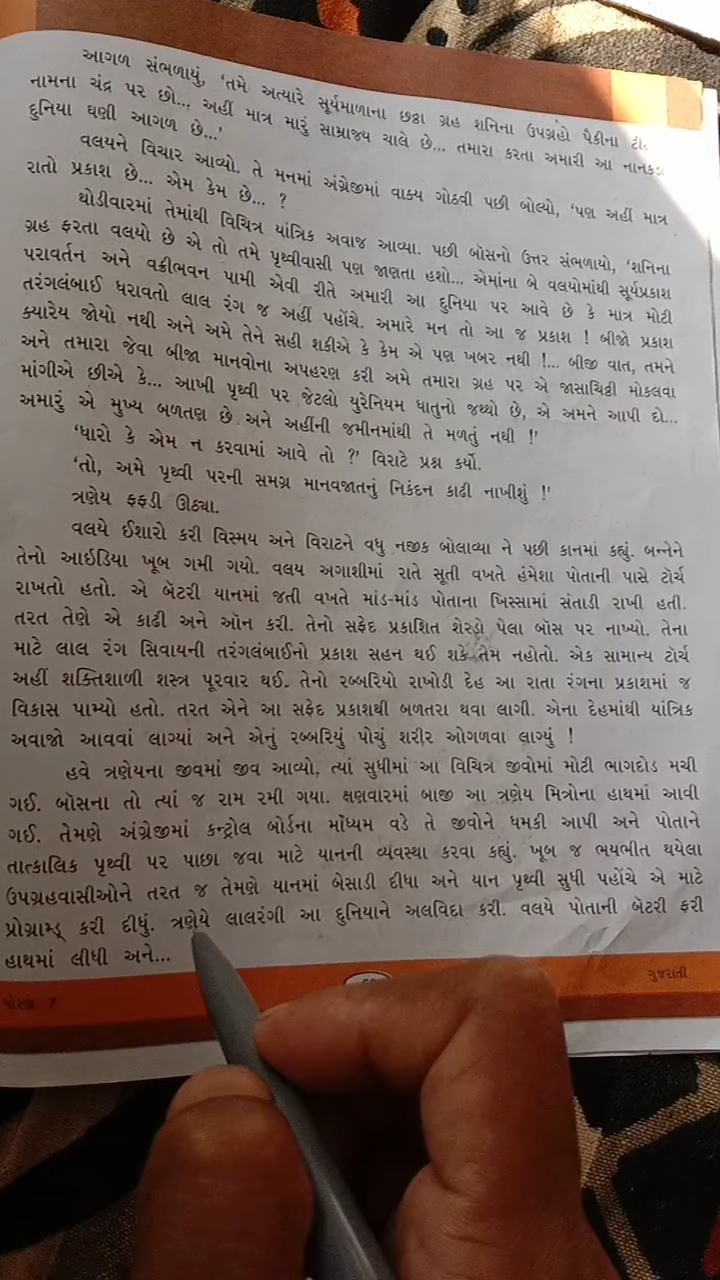 આગળ સંભળાયું, ‘તમે અત્યારે સૂર્યમાળાના છઠ્ઠા ગ્રહ શનિના ઉપગ્રહો પૈકીના
નામના ચંદ્ર પર છો... અહીં માત્ર મારું સામ્રાજ્ય ચાલે છે... તમારા કરતા અમારી આ નાનકડી
દુનિયા ઘણી આગળ છે...’
વલયને વિચાર આવ્યો. તે મનમાં અંગ્રેજીમાં વાક્ય ગોઠવી પછી બોલ્યો, ‘પણ અહીં માત્ર
રાતો પ્રકાશ છે... એમ કેમ છે... ?
થોડીવારમાં તેમાંથી વિચિત્ર યાંત્રિક અવાજ આવ્યા. પછી બૉસનો ઉત્તર સંભળાયો, ‘શનિના
ગ્રહ ફરતા વલયો છે એ તો તમે પૃથ્વીવાસી પણ જાણતા હશો... એમાંના બે વલયોમાંથી સૂર્યપ્રકાશ
પરાવર્તન અને વક્રીભવન પામી એવી રીતે અમારી આ દુનિયા પર આવે છે કે માત્ર મોટી
તરંગલંબાઈ ધરાવતો લાલ રંગ જ અહીં પહોંચે. અમારે મન તો આ જ પ્રકાશ ! બીજો પ્રકાશ
ક્યારેય જોયો નથી અને અમે તેને સહી શકીએ કે કેમ એ પણ ખબર નથી !... બીજી વાત, તમને
અને તમારા જેવા બીજા માનવોના અપહરણ કરી અમે તમારા ગ્રહ પર એ જાસાચિઠ્ઠી મોકલવા
માંગીએ છીએ કે... આખી પૃથ્વી પર જેટલો યુરેનિયમ ધાતુનો જથ્થો છે, એ અમને આપી દો...
અમારું એ મુખ્ય બળતણ છે અને અહીંની જમીનમાંથી તે મળતું નથી !’
‘ધારો કે એમ ન કરવામાં આવે તો ?’ વિરાટે પ્રશ્ન કર્યો.
‘તો, અમે પૃથ્વી પરની સમગ્ર માનવજાતનું નિકંદન કાઢી નાખીશું !’
ત્રણેય ફફડી ઊઠ્યા.
વલયે ઈશારો કરી વિસ્મય અને વિરાટને વધુ નજીક બોલાવ્યા ને પછી કાનમાં કહ્યું. બન્નેને
તેનો આઇડિયા ખૂબ ગમી ગયો. વલય અગાશીમાં રાતે સૂતી વખતે હંમેશા પોતાની પાસે ટૉર્ચ
રાખતો હતો. એ બૅટરી યાનમાં જતી વખતે માંડ-માંડ પોતાના ખિસ્સામાં સંતાડી રાખી હતી.
તરત તેણે એ કાઢી અને ઑન કરી. તેનો સફેદ પ્રકાશિત શેરડો પેલા બૉસ પર નાખ્યો. તેના
માટે લાલ રંગ સિવાયની તરંગલંબાઈનો પ્રકાશ સહન થઈ શકે તેમ નહોતો. એક સામાન્ય ટૉર્ચ
અહીં શક્તિશાળી શસ્ત્ર પૂરવાર થઈ. તેનો રબ્બરિયો રાખોડી દેહ આ રાતા રંગના પ્રકાશમાં જ
વિકાસ પામ્યો હતો. તરત એને આ સફેદ પ્રકાશથી બળતરા થવા લાગી. એના દેહમાંથી યાંત્રિક
અવાજો આવવાં લાગ્યાં અને એનું રબ્બરિયું પોચું શરીર ઓગળવા લાગ્યું !
હવે ત્રણેયના જીવમાં જીવ આવ્યો, ત્યાં સુધીમાં આ વિચિત્ર જીવોમાં મોટી ભાગદોડ મચી
ગઈ. બૉસના તો ત્યાં જ રામ રમી ગયા. ક્ષણવારમાં બાજી આ ત્રણેય મિત્રોના હાથમાં આવી
ગઈ. તેમણે અંગ્રેજીમાં કન્ટ્રોલ બોર્ડના માધ્યમ વડે તે જીવોને ધમકી આપી અને પોતાને
તાત્કાલિક પૃથ્વી પર પાછા જવા માટે યાનની વ્યવસ્થા કરવા કહ્યું. ખૂબ જ ભયભીત થયેલા
ઉપગ્રહવાસીઓને તરત જ તેમણે યાનમાં બેસાડી દીધા અને યાન પૃથ્વી સુધી પહોંચે એ માટે
પ્રોગ્રામ્ડ્ કરી દીધું. ત્રણેયે લાલરંગી આ દુનિયાને અલવિદા કરી. વલયે પોતાની બૅટરી ફરી
હાથમાં લીધી અને...
ધોરણ 7
ગુજરાતી